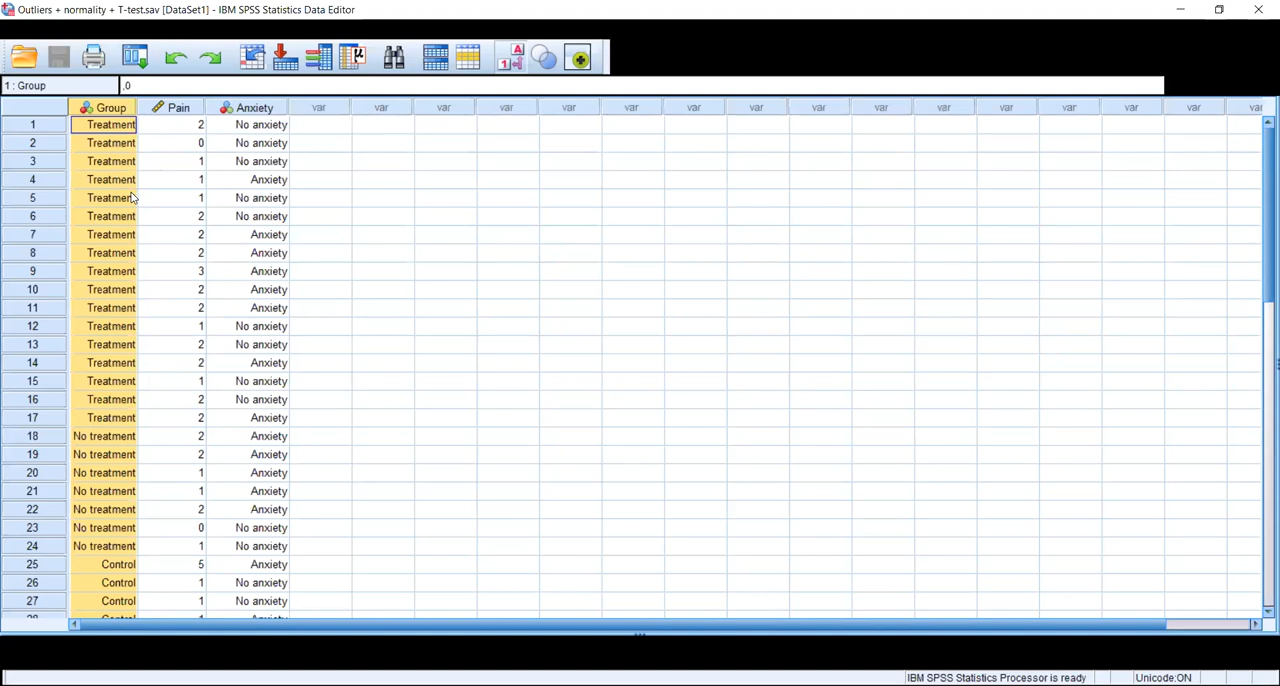 Outliers + normality + T-test.sav [DataSet1] - IBM SPSS Statistics Data Editor
1 : Group ,0
Group Pain Anxiety var var var var var var var var var var var var var var var var
1 Treatment 2 No anxiety
2 Treatment 0 No anxiety
3 Treatment 1 No anxiety
4 Treatment 1 Anxiety
5 Treatment 1 No anxiety
6 Treatment 2 No anxiety
7 Treatment 2 Anxiety
8 Treatment 2 Anxiety
9 Treatment 3 Anxiety
10 Treatment 2 Anxiety
11 Treatment 2 Anxiety
12 Treatment 1 No anxiety
13 Treatment 2 No anxiety
14 Treatment 2 Anxiety
15 Treatment 1 No anxiety
16 Treatment 2 No anxiety
17 Treatment 2 Anxiety
18 No treatment 2 Anxiety
19 No treatment 2 Anxiety
20 No treatment 1 Anxiety
21 No treatment 1 Anxiety
22 No treatment 2 Anxiety
23 No treatment 0 No anxiety
24 No treatment 1 No anxiety
25 Control 5 Anxiety
26 Control 1 No anxiety
27 Control 1 No anxiety
IBM SPSS Statistics Processor is ready Unicode:ON